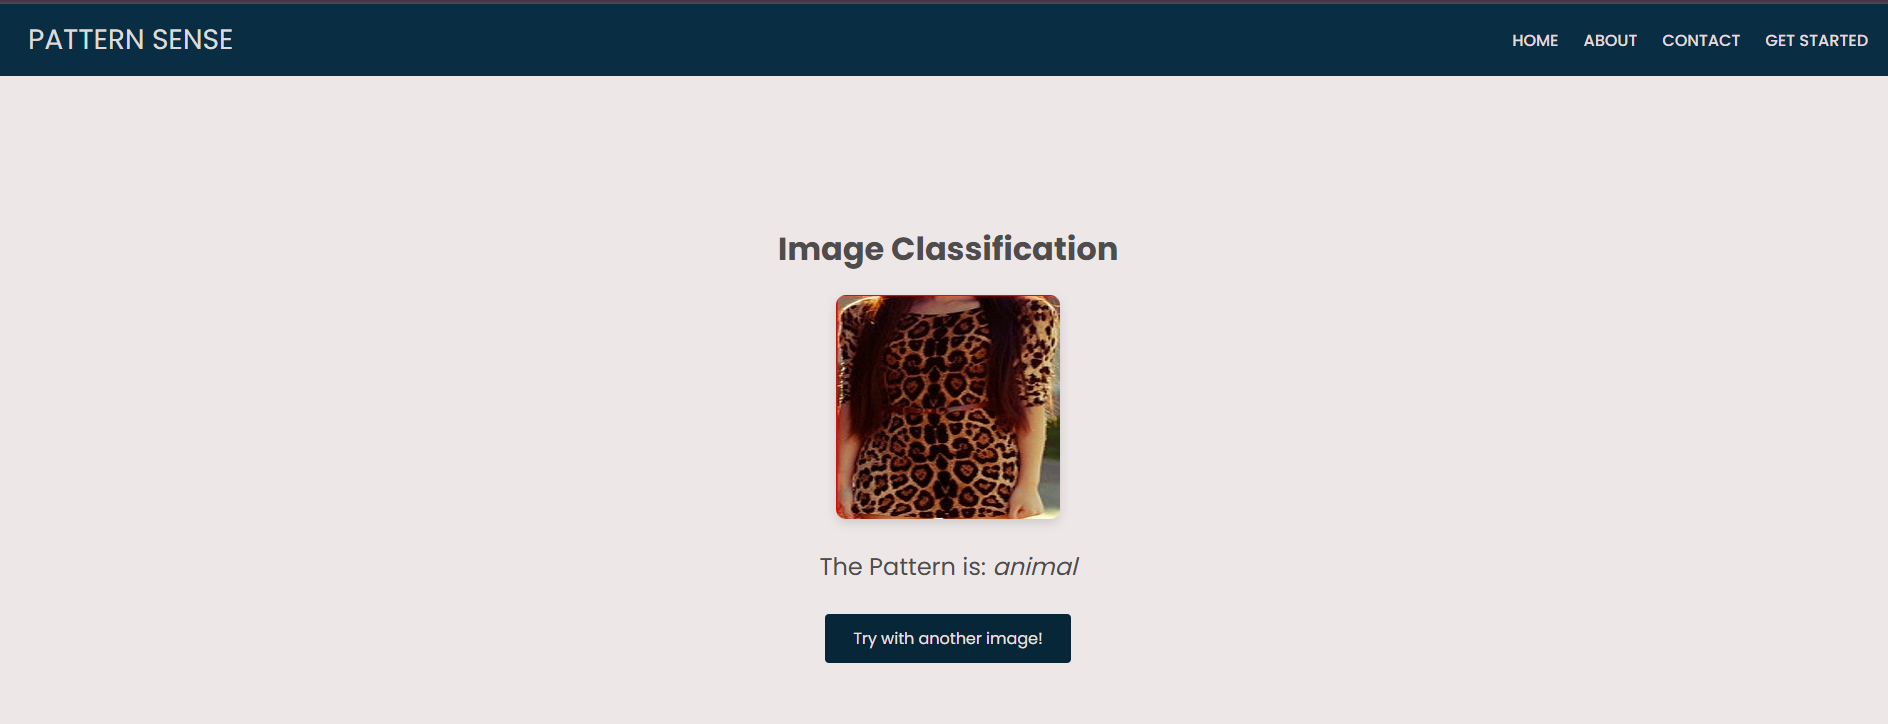 PATTERN SENSE
HOME ABOUT CONTACT GET STARTED
Image Classification
The Pattern is: animal
Try with another image!